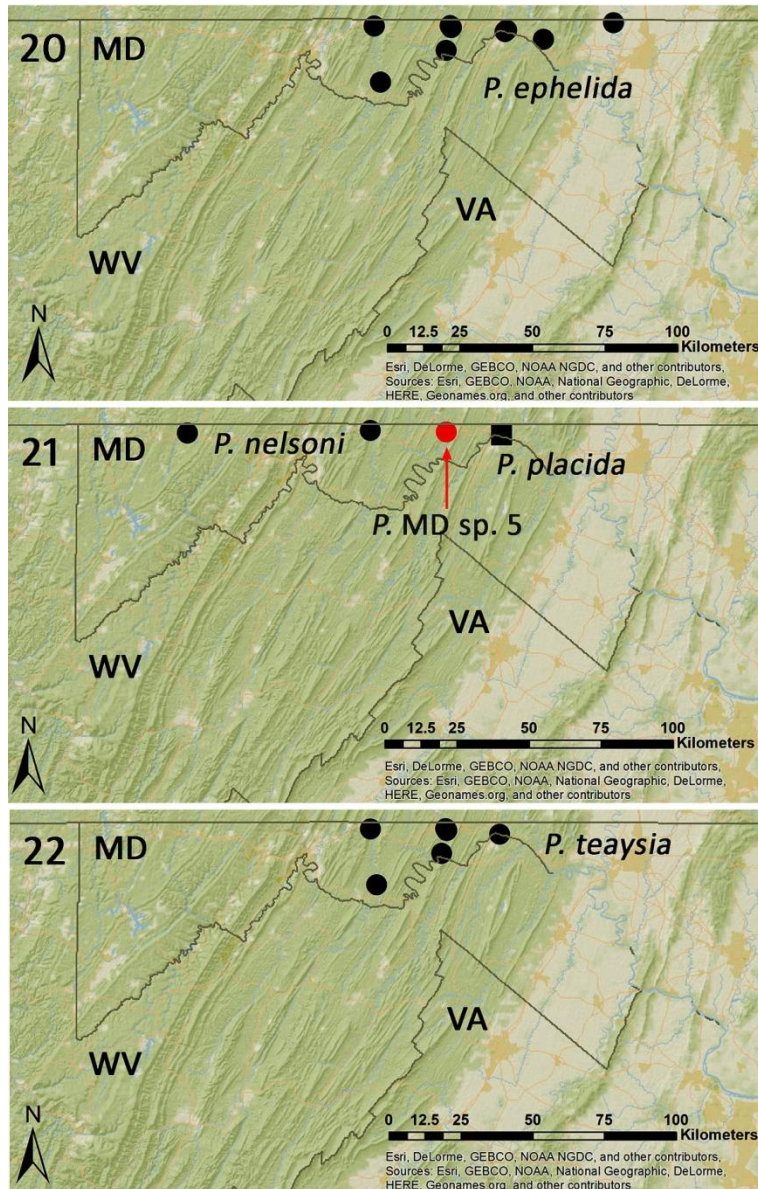 20 MD
P. ephelida
VA
WV
N
0 12.5 25 50 75 100
Kilometers
Esri, DeLorme, GEBCO, NOAA NGDC, and other contributors,
Sources: Esri, GEBCO, NOAA, National Geographic, DeLorme,
HERE, Geonames.org, and other contributors
21 MD P. nelsoni
P. placida
P. MD sp. 5
VA
WV
N
0 12.5 25 50 75 100
Kilometers
Esri, DeLorme, GEBCO, NOAA NGDC, and other contributors,
Sources: Esri, GEBCO, NOAA, National Geographic, DeLorme,
HERE, Geonames.org, and other contributors
22 MD P. teaysia
VA
WV
N
0 12.5 25 50 75 100
Kilometers
Esri, DeLorme, GEBCO, NOAA NGDC, and other contributors,
Sources: Esri, GEBCO, NOAA, National Geographic, DeLorme,
HERE, Geonames.org, and other contributors